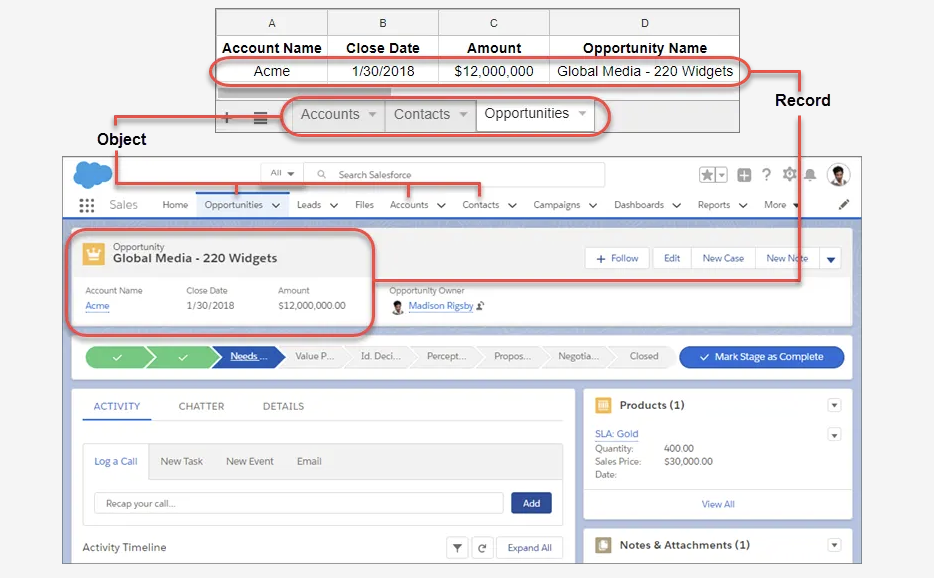 A B C D
Account Name Close Date Amount Opportunity Name
Acme 1/30/2018 $12,000,000 Global Media - 220 Widgets
Record
Accounts Contacts Opportunities
Object
All Search Salesforce
Sales Home Opportunities Leads Files Accounts Contacts Campaigns Dashboards Reports More
Opportunity
Global Media - 220 Widgets
+ Follow Edit New Case New Note
Account Name Close Date Amount Opportunity Owner
Acme 1/30/2018 $12,000,000.00 Madison Rigsby
Needs ... Value P... Id. Deci... Percept... Propos... Negotia... Closed Mark Stage as Complete
ACTIVITY CHATTER DETAILS
Log a Call New Task New Event Email
Recap your call... Add
Activity Timeline Expand All
Products (1)
SLA: Gold
Quantity: 400.00
Sales Price: $30,000.00
Date:
View All
Notes & Attachments (1)